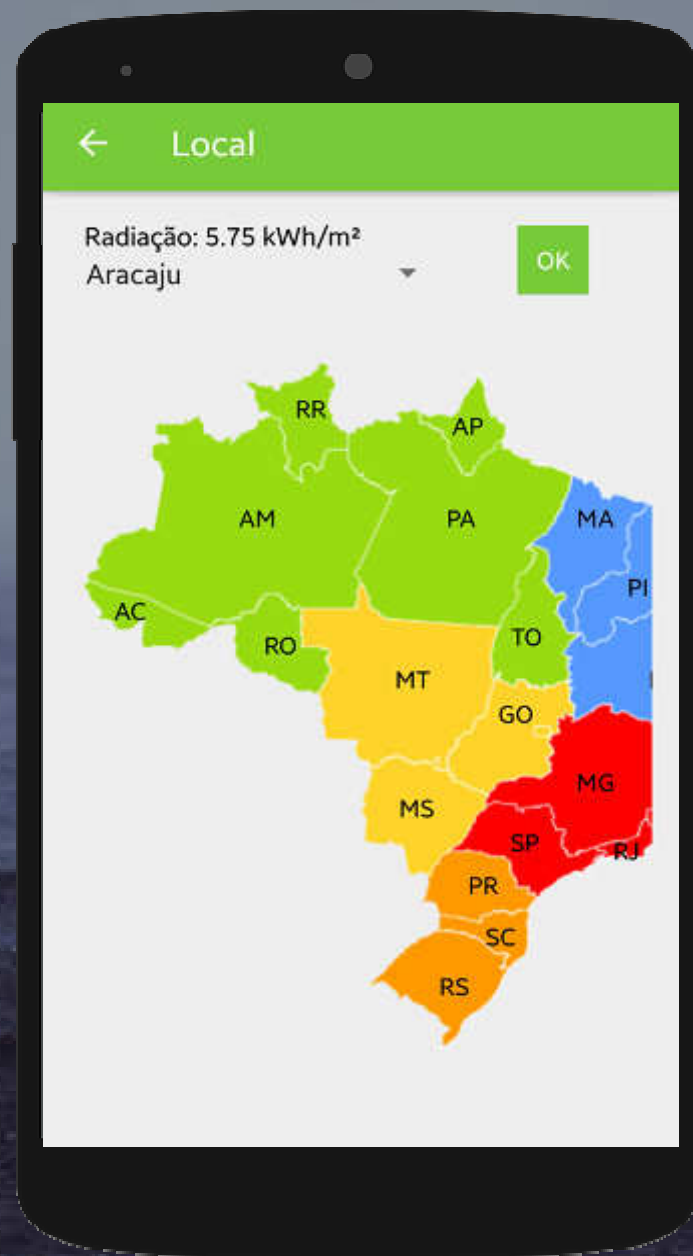 Local
Radiação: 5.75 kWh/m²
Aracaju
OK
RR
AP
AM
PA
MA
PI
AC
RO
TO
MT
GO
MG
MS
SP
RJ
PR
SC
RS